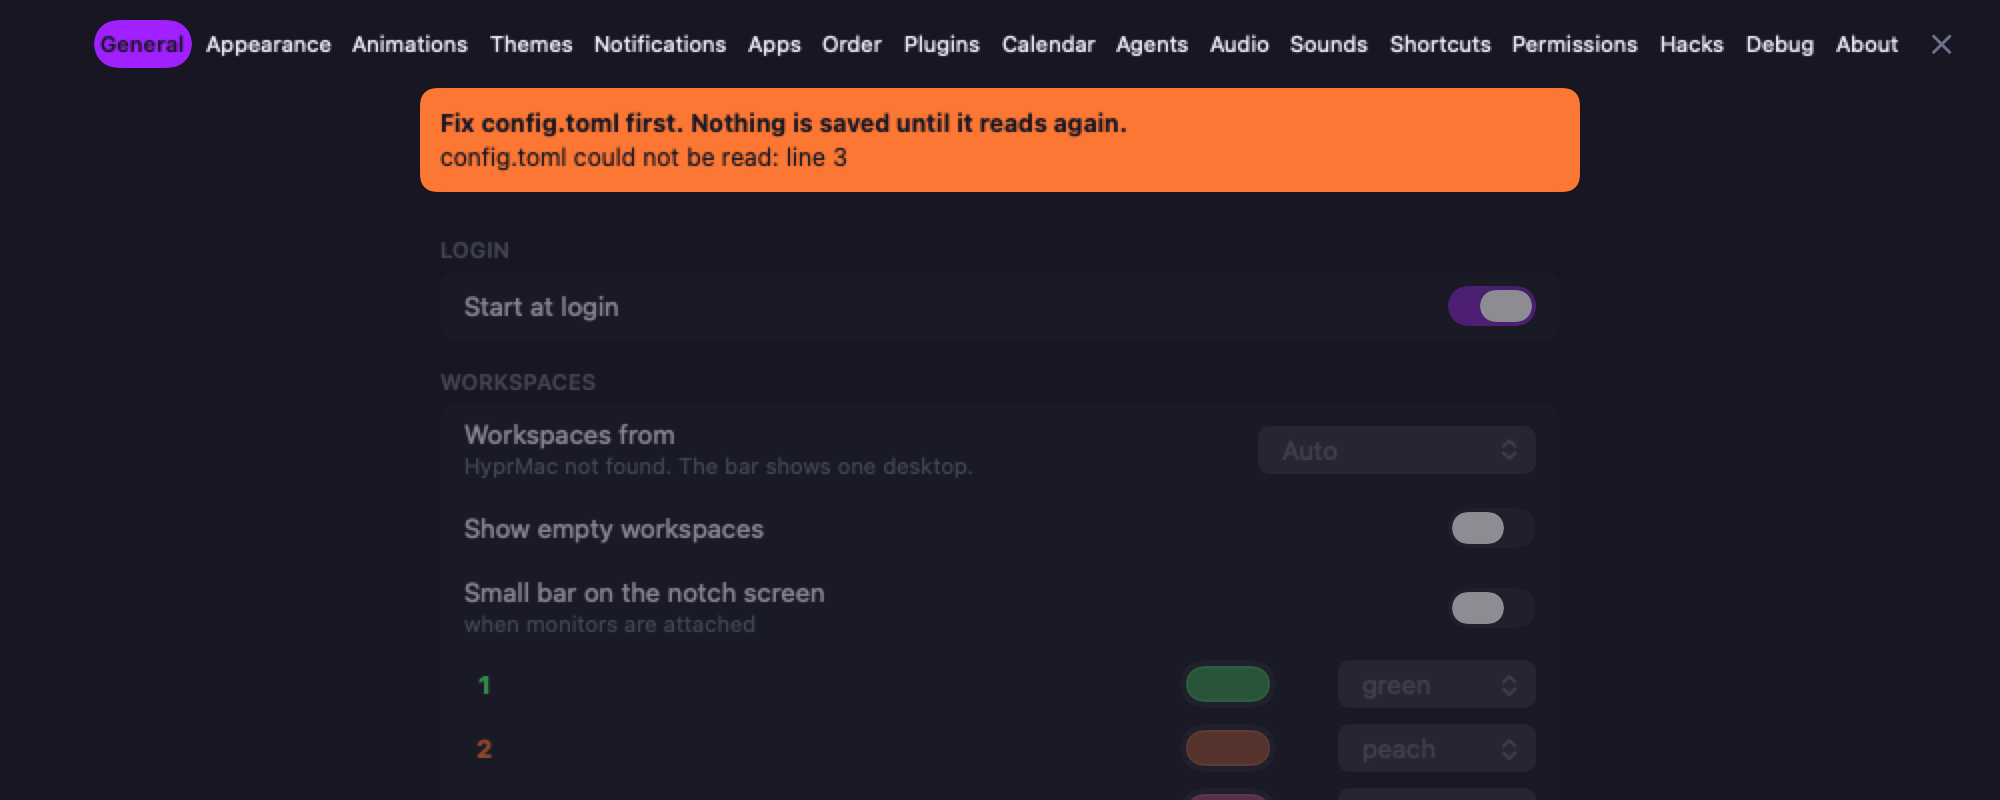 General Appearance Animations Themes Notifications Apps Order Plugins Calendar Agents Audio Sounds Shortcuts Permissions Hacks Debug About
Fix config.toml first. Nothing is saved until it reads again.
config.toml could not be read: line 3
LOGIN
Start at login
WORKSPACES
Workspaces from
Auto
HyprMac not found. The bar shows one desktop.
Show empty workspaces
Small bar on the notch screen
when monitors are attached
1 green
2 peach